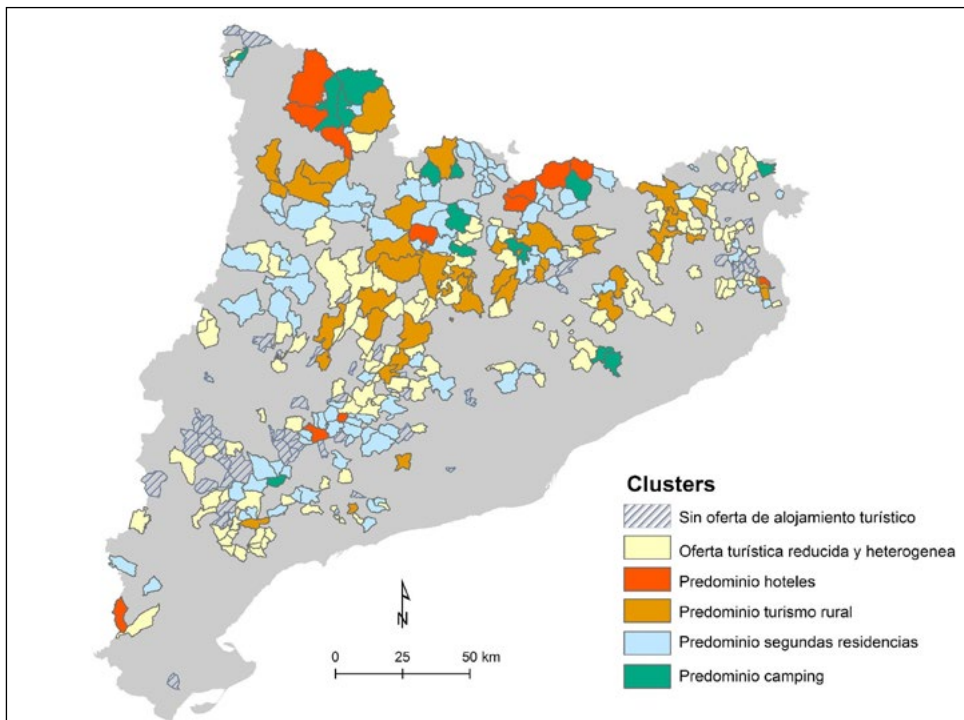 Clusters
Sin oferta de alojamiento turístico
Oferta turística reducida y heterogenea
Predominio hoteles
Predominio turismo rural
Predominio segundas residencias
Predominio camping
N
0 25 50 km